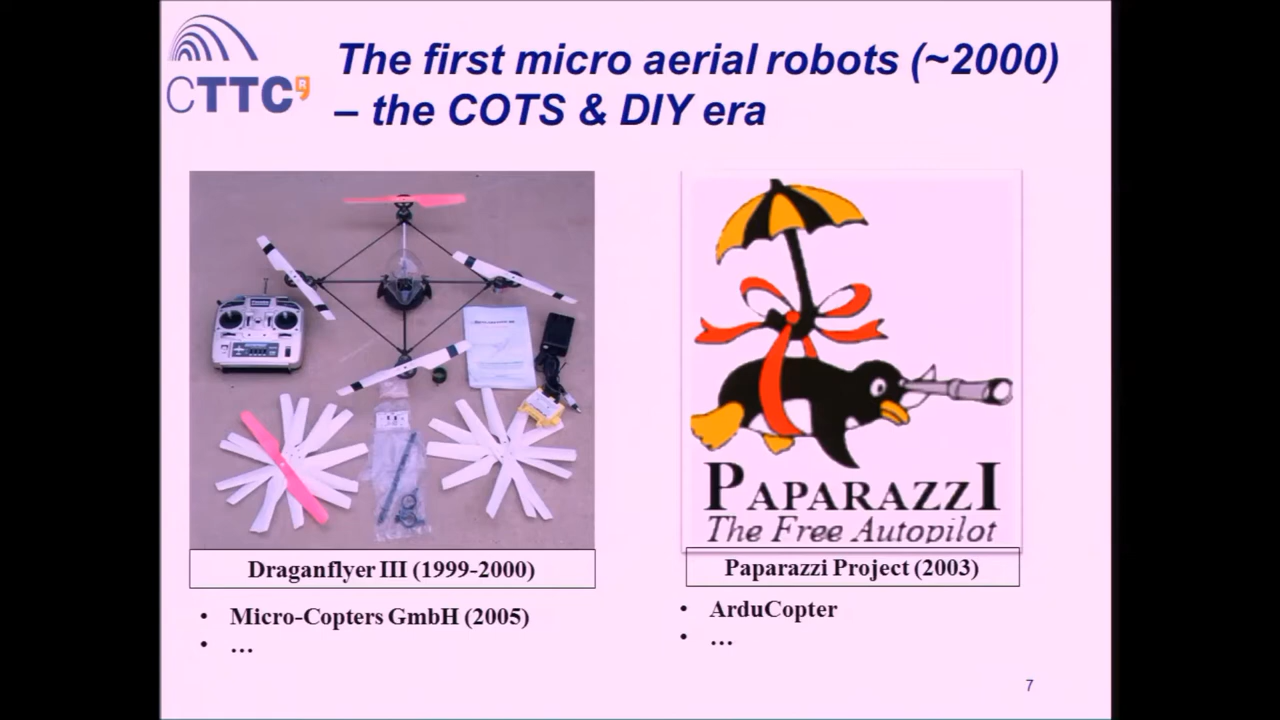 CTTC R
The first micro aerial robots (~2000)
– the COTS & DIY era
PAPARAZZI
The Free Autopilot
Draganflyer III (1999-2000)
Paparazzi Project (2003)
• Micro-Copters GmbH (2005)
• …
• ArduCopter
• …
7